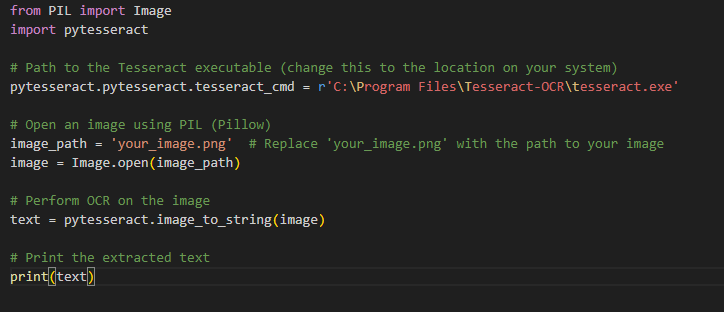 from PIL import Image
import pytesseract
# Path to the Tesseract executable (change this to the location on your system)
pytesseract.pytesseract.tesseract_cmd = r'C:\Program Files\Tesseract-OCR\tesseract.exe'
# Open an image using PIL (Pillow)
image_path = 'your_image.png'  # Replace 'your_image.png' with the path to your image
image = Image.open(image_path)
# Perform OCR on the image
text = pytesseract.image_to_string(image)
# Print the extracted text
print(text)